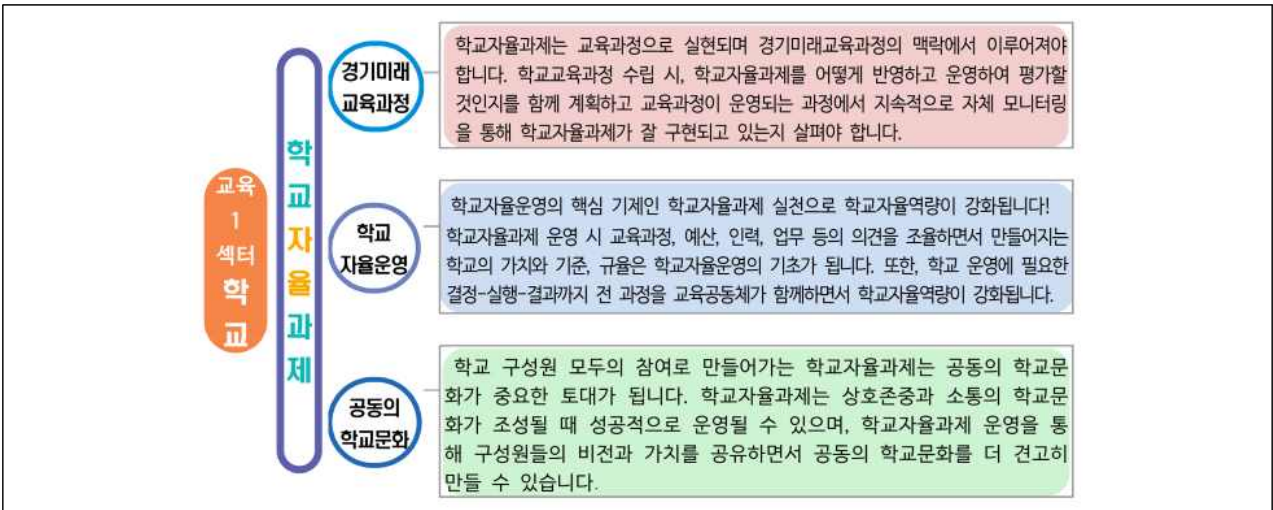 교육
1
섹터
학
교
학
교
자
율
과
제
경기미래
교육과정
학교자율과제는 교육과정으로 실현되며 경기미래교육과정의 맥락에서 이루어져야
합니다. 학교교육과정 수립 시, 학교자율과제를 어떻게 반영하고 운영하여 평가할
것인지를 함께 계획하고 교육과정이 운영되는 과정에서 지속적으로 자체 모니터링
을 통해 학교자율과제가 잘 구현되고 있는지 살펴야 합니다.
학교
자율운영
학교자율운영의 핵심 기제인 학교자율과제 실천으로 학교자율역량이 강화됩니다!
학교자율과제 운영 시 교육과정, 예산, 인력, 업무 등의 의견을 조율하면서 만들어지는
학교의 가치와 기준, 규율은 학교자율운영의 기초가 됩니다. 또한, 학교 운영에 필요한
결정-실행-결과까지 전 과정을 교육공동체가 함께하면서 학교자율역량이 강화됩니다.
공동의
학교문화
학교 구성원 모두의 참여로 만들어가는 학교자율과제는 공동의 학교문
화가 중요한 토대가 됩니다. 학교자율과제는 상호존중과 소통의 학교문
화가 조성될 때 성공적으로 운영될 수 있으며, 학교자율과제 운영을 통
해 구성원들의 비전과 가치를 공유하면서 공동의 학교문화를 더 견고히
만들 수 있습니다.